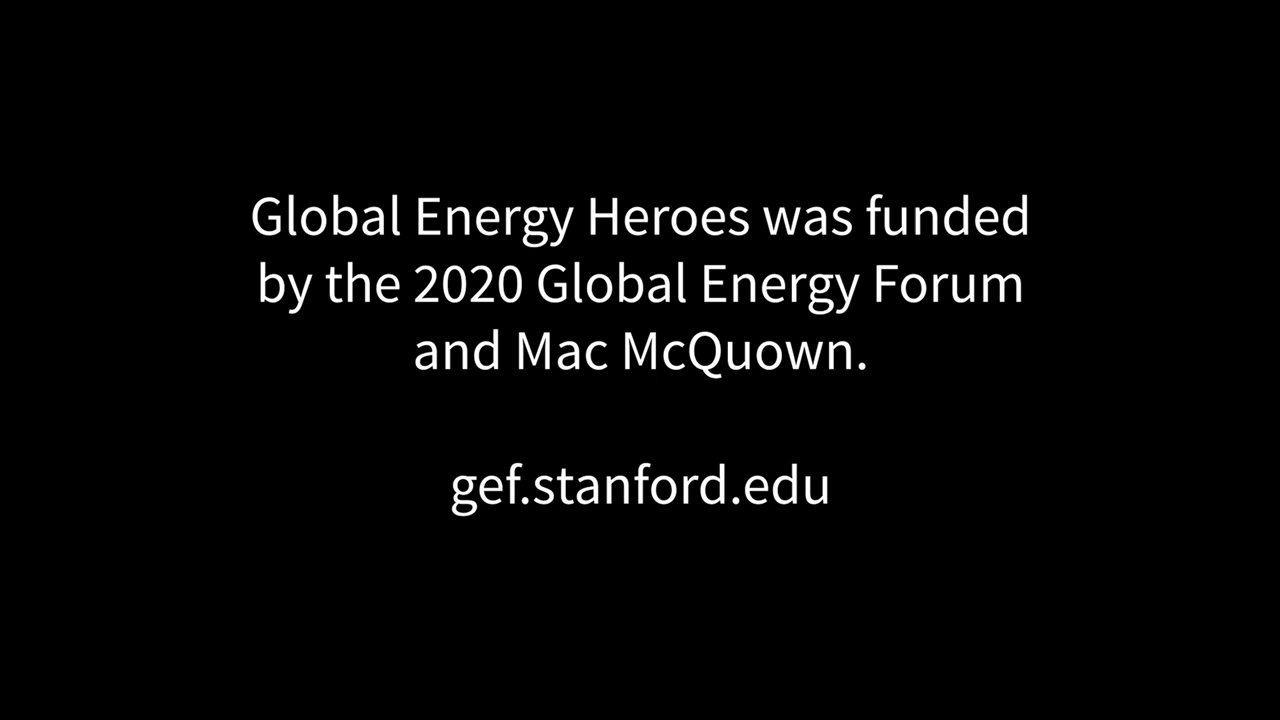 Global Energy Heroes was funded
by the 2020 Global Energy Forum
and Mac McQuown.
gef.stanford.edu